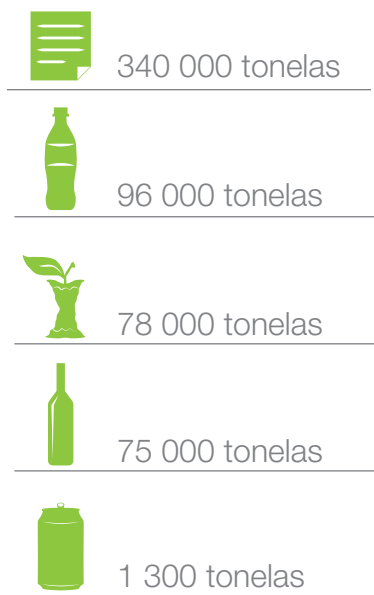 340 000 tonelas
96 000 tonelas
78 000 tonelas
75 000 tonelas
1 300 tonelas